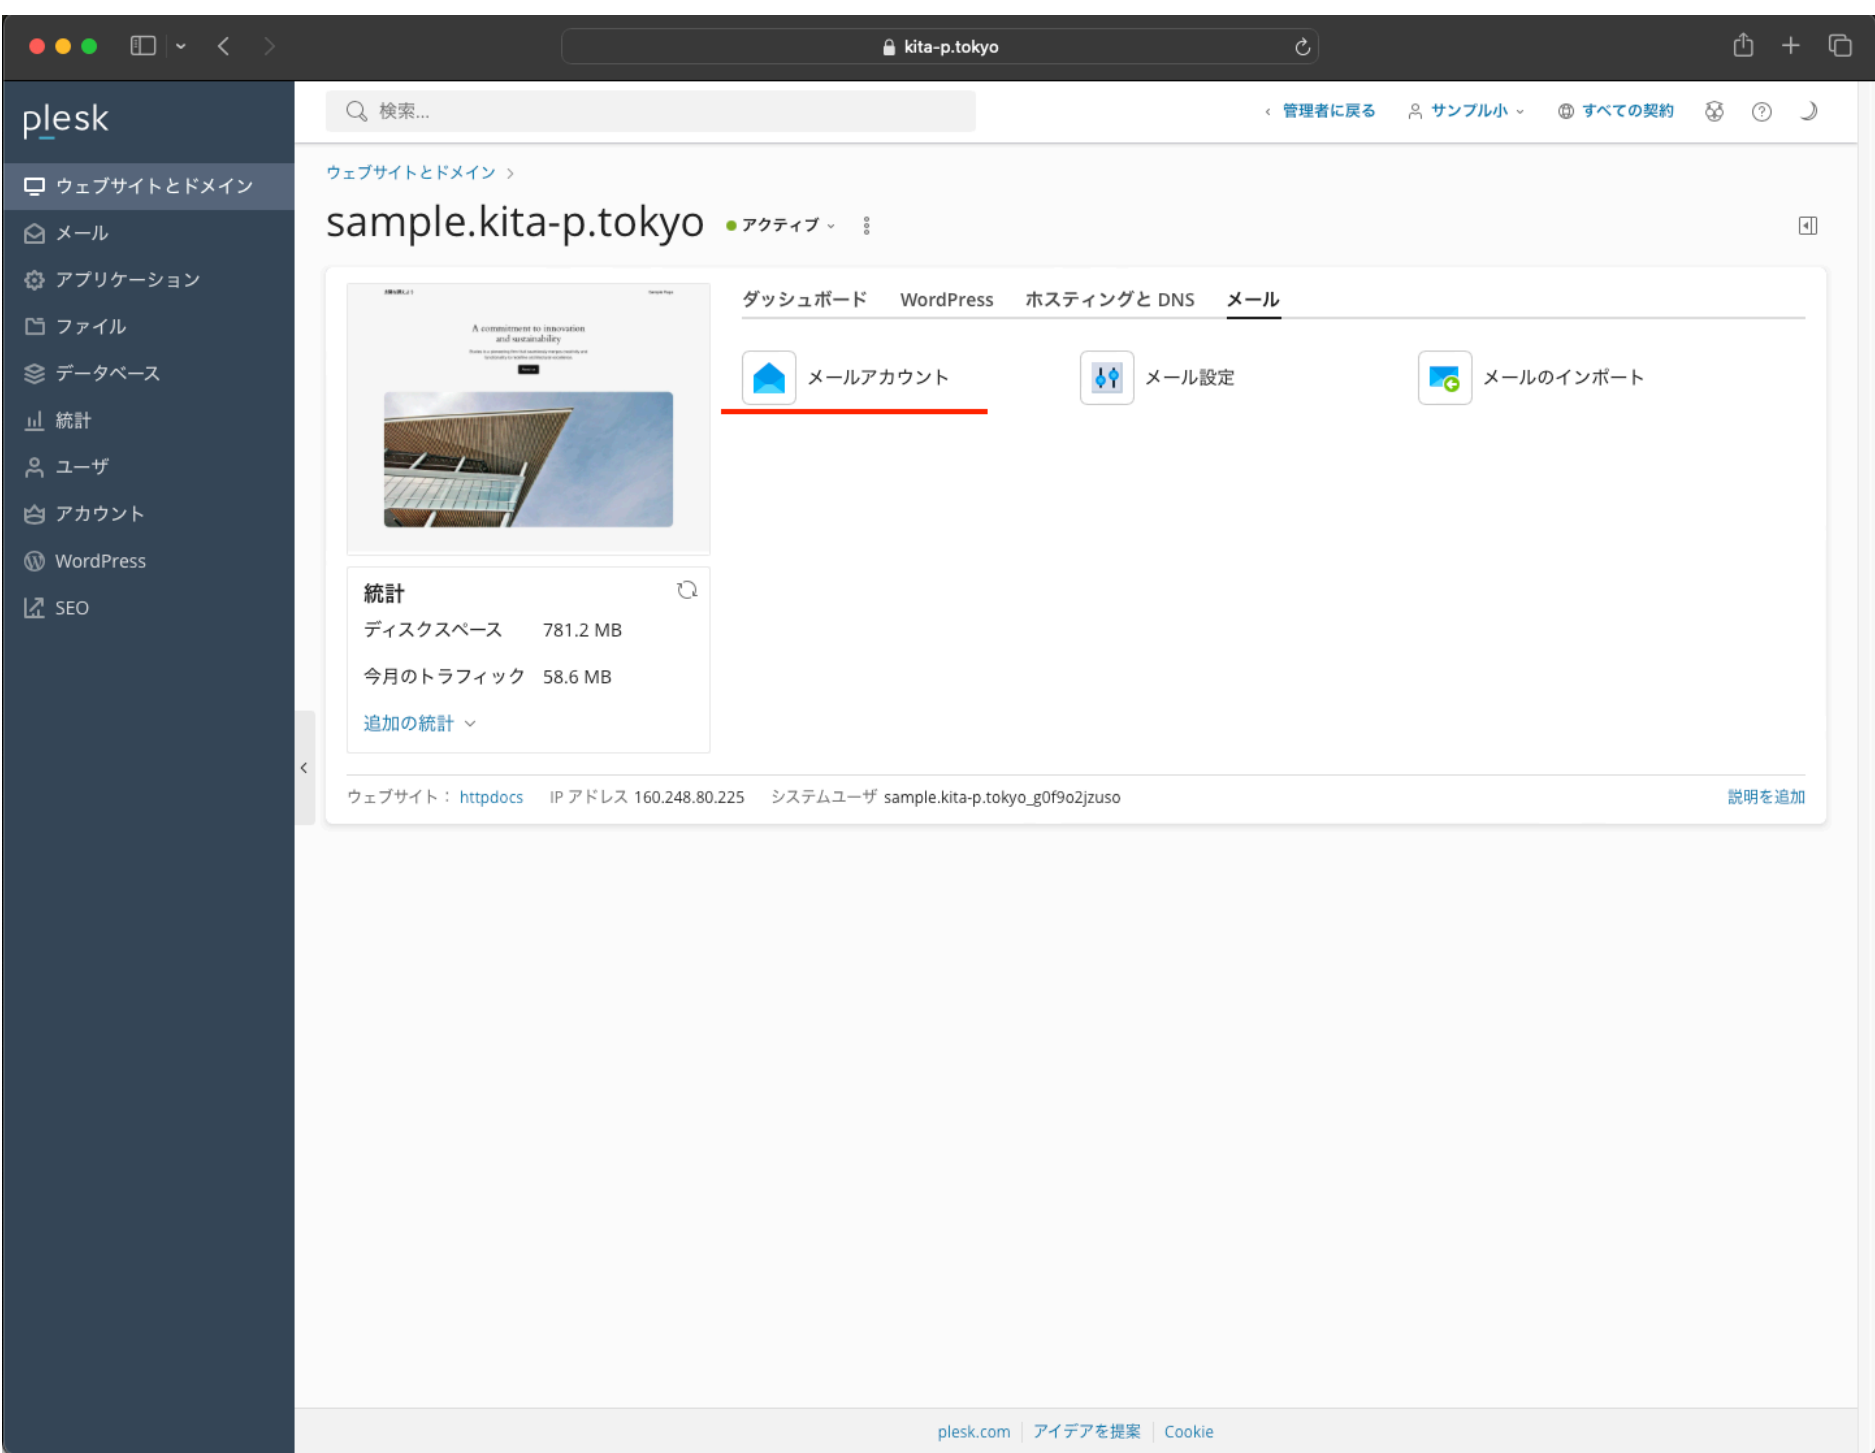 kita-p.tokyo
plesk
検索...
管理者に戻る
サンプル小
すべての契約
ウェブサイトとドメイン
メール
アプリケーション
ファイル
データベース
統計
ユーザ
アカウント
WordPress
SEO
ウェブサイトとドメイン
sample.kita-p.tokyo
アクティブ
ダッシュボード
WordPress
ホスティングと DNS
メール
A commitment to innovation
and sustainability
メールアカウント
メール設定
メールのインポート
統計
ディスクスペース 781.2 MB
今月のトラフィック 58.6 MB
追加の統計
ウェブサイト： httpdocs IP アドレス 160.248.80.225 システムユーザ sample.kita-p.tokyo_g0f9o2jzuso
説明を追加
plesk.com アイデアを提案 Cookie